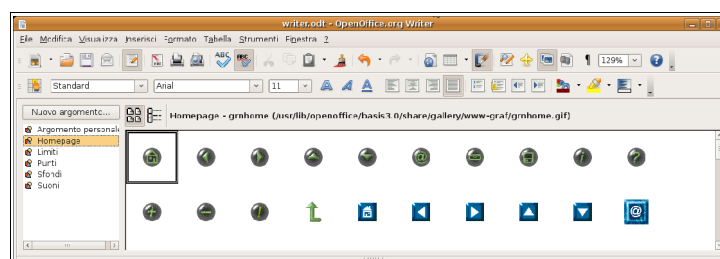 writer.odt - OpenOffice.org Writer
File Modifica Visualizza Inserisci Formato Tabella Strumenti Finestra ?
129%
Standard Arial 11
Nuovo argomento...
Homepage - grnhome (/usr/lib/openoffice/basis3.0/share/gallery/www-graf/grnhome.gif)
Argomento personale
Homepage
Limiti
Punti
Sfondi
Suoni